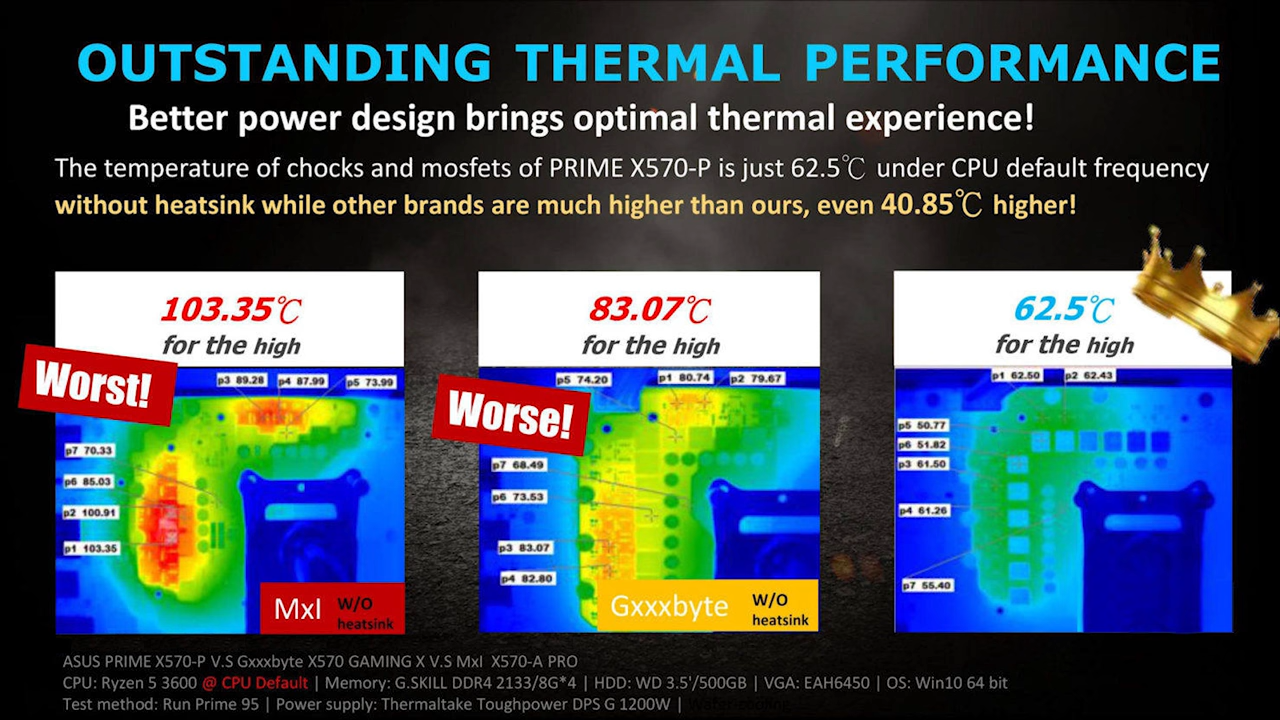 OUTSTANDING THERMAL PERFORMANCE
Better power design brings optimal thermal experience!
The temperature of chocks and mosfets of PRIME X570-P is just 62.5℃ under CPU default frequency
without heatsink while other brands are much higher than ours, even 40.85℃ higher!
103.35℃
for the high
Worst!
p3 89.28
p4 87.99
p5 73.99
p7 70.33
p6 85.03
p2 100.91
p1 103.35
MxI W/O
heatsink
83.07℃
for the high
Worse!
p5 74.20
p1 80.74
p2 79.67
p7 68.49
p6 73.53
p3 83.07
p4 82.80
Gxxxbyte W/O
heatsink
62.5℃
for the high
p1 62.50
p2 62.43
p5 50.77
p6 51.82
p3 61.50
p4 61.26
p7 55.40
ASUS PRIME X570-P V.S Gxxxbyte X570 GAMING X V.S MxI X570-A PRO
CPU: Ryzen 5 3600 @ CPU Default | Memory: G.SKILL DDR4 2133/8G*4 | HDD: WD 3.5'/500GB | VGA: EAH6450 | OS: Win10 64 bit
Test method: Run Prime 95 | Power supply: Thermaltake Toughpower DPS G 1200W |